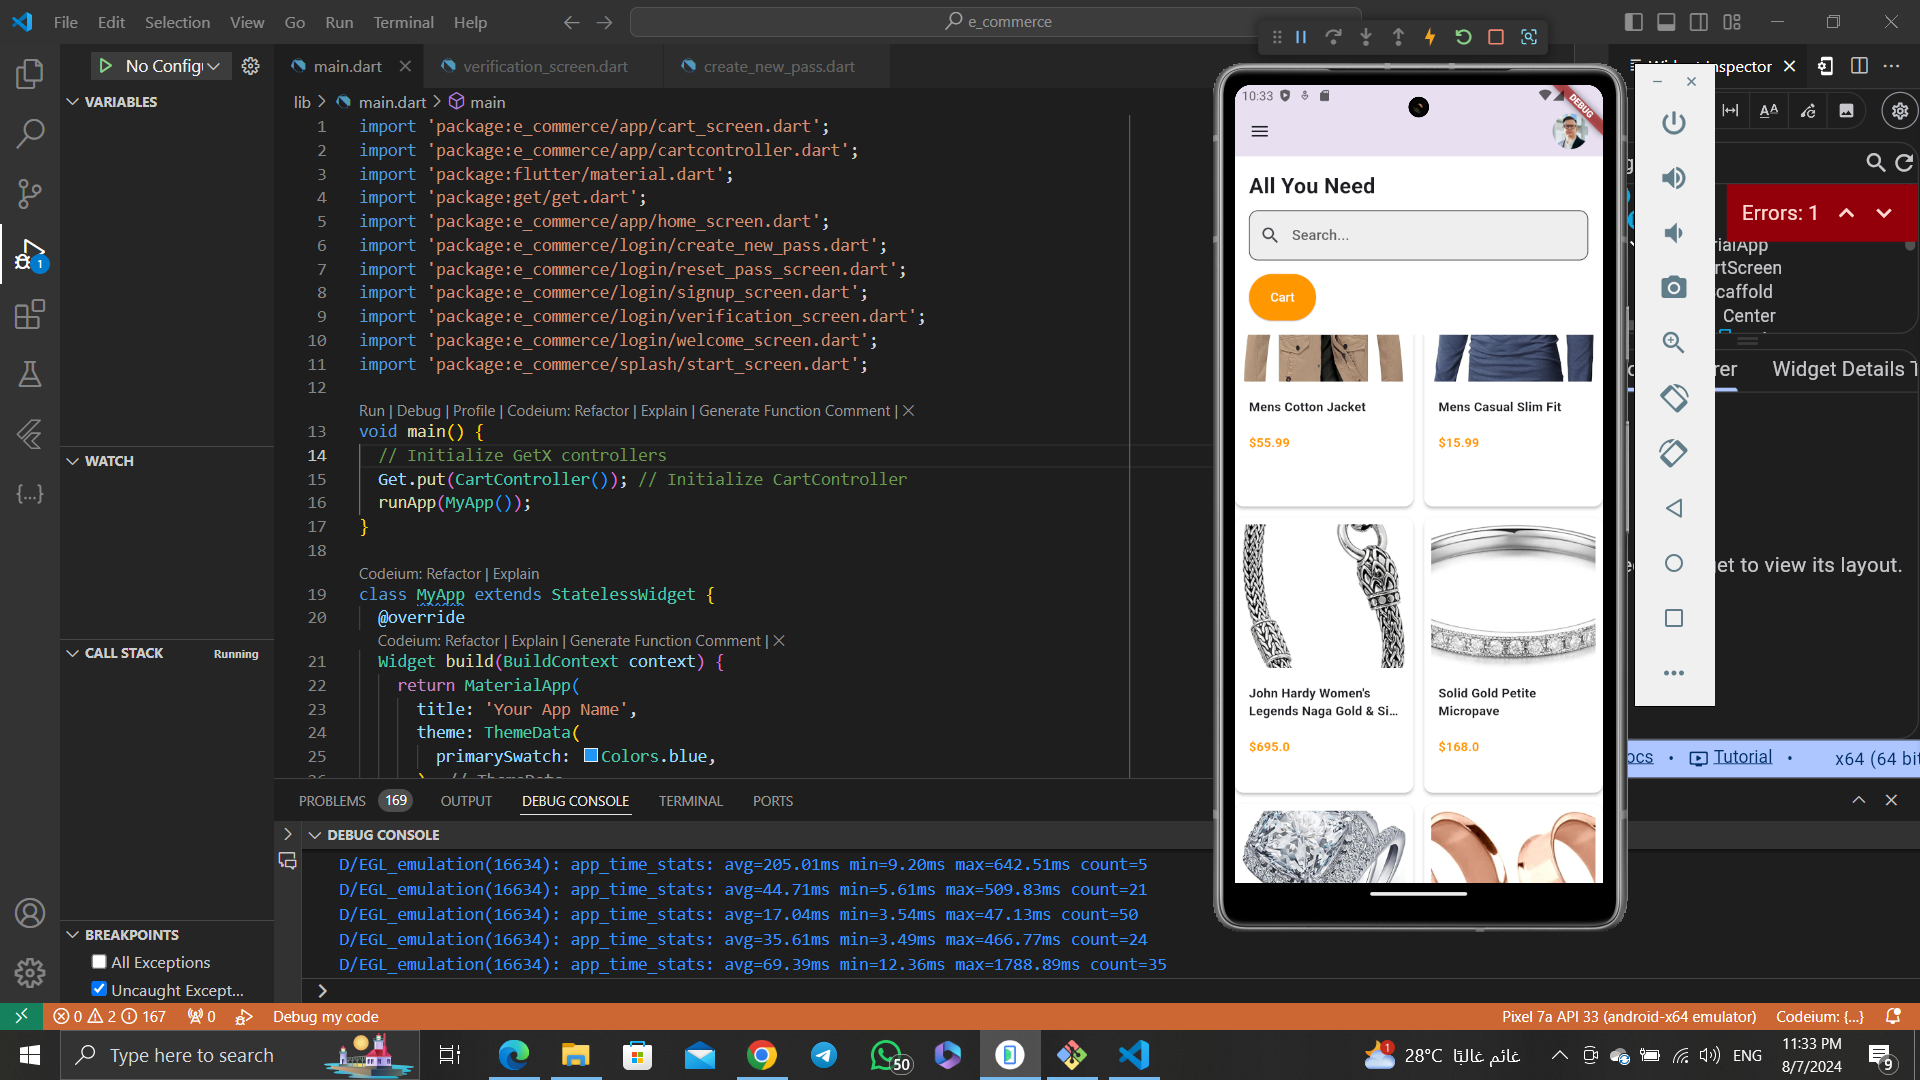 File Edit Selection View Go Run Terminal Help
e_commerce
No Config
main.dart
verification_screen.dart
create_new_pass.dart
Inspector
VARIABLES
lib > main.dart > main
1 import 'package:e_commerce/app/cart_screen.dart';
2 import 'package:e_commerce/app/cartcontroller.dart';
3 import 'package:flutter/material.dart';
4 import 'package:get/get.dart';
5 import 'package:e_commerce/app/home_screen.dart';
6 import 'package:e_commerce/login/create_new_pass.dart';
7 import 'package:e_commerce/login/reset_pass_screen.dart';
8 import 'package:e_commerce/login/signup_screen.dart';
9 import 'package:e_commerce/login/verification_screen.dart';
10 import 'package:e_commerce/login/welcome_screen.dart';
11 import 'package:e_commerce/splash/start_screen.dart';
12
Run | Debug | Profile | Codeium: Refactor | Explain | Generate Function Comment | ×
13 void main() {
14 // Initialize GetX controllers
15 Get.put(CartController()); // Initialize CartController
16 runApp(MyApp());
17 }
18
Codeium: Refactor | Explain
19 class MyApp extends StatelessWidget {
20 @override
Codeium: Refactor | Explain | Generate Function Comment | ×
21 Widget build(BuildContext context) {
22 return MaterialApp(
23 title: 'Your App Name',
24 theme: ThemeData(
25 primarySwatch: Colors.blue,
WATCH
CALL STACK
Running
BREAKPOINTS
All Exceptions
Uncaught Except...
1
10:33
DEBUG
All You Need
Search...
Cart
Mens Cotton Jacket
$55.99
Mens Casual Slim Fit
$15.99
John Hardy Women's
Legends Naga Gold & Si...
$695.0
Solid Gold Petite
Micropave
$168.0
Errors: 1
rialApp
rtScreen
caffold
Center
rer
Widget Details T
et to view its layout.
ocs • Tutorial • x64 (64 bit
PROBLEMS 169 OUTPUT DEBUG CONSOLE TERMINAL PORTS
DEBUG CONSOLE
D/EGL_emulation(16634): app_time_stats: avg=205.01ms min=9.20ms max=642.51ms count=5
D/EGL_emulation(16634): app_time_stats: avg=44.71ms min=5.61ms max=509.83ms count=21
D/EGL_emulation(16634): app_time_stats: avg=17.04ms min=3.54ms max=47.13ms count=50
D/EGL_emulation(16634): app_time_stats: avg=35.61ms min=3.49ms max=466.77ms count=24
D/EGL_emulation(16634): app_time_stats: avg=69.39ms min=12.36ms max=1788.89ms count=35
0 2 167 0 Debug my code
Pixel 7a API 33 (android-x64 emulator) Codeium: {...}
Type here to search
50
1
28°C غائم غالبًا
ENG
11:33 PM
8/7/2024
9